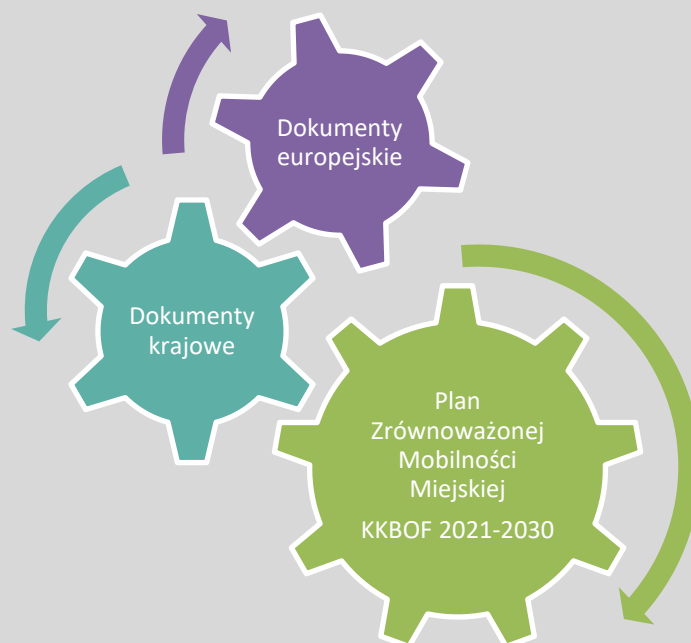 Dokumenty
europejskie
Dokumenty
krajowe
Plan
Zrównoważonej
Mobilności
Miejskiej
KKBOF 2021-2030